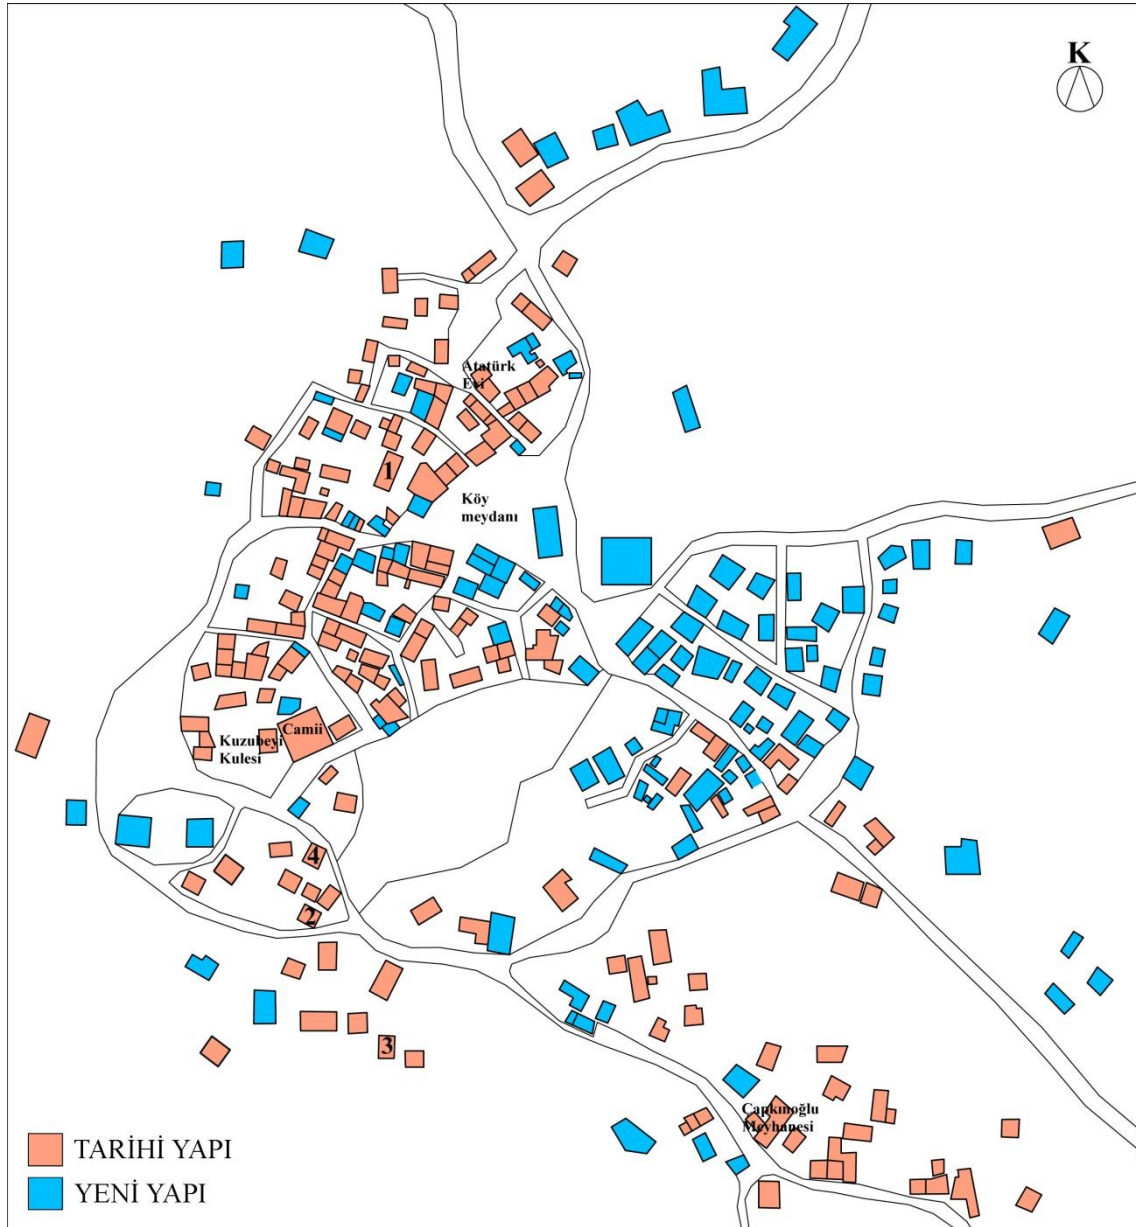 K
Atatürk
Evi
1
Köy
meydanı
Camii
Kuzubeyi
Kulesi
4
2
3
Çapkınoğlu
Meyhanesi
TARİHİ YAPI
YENİ YAPI